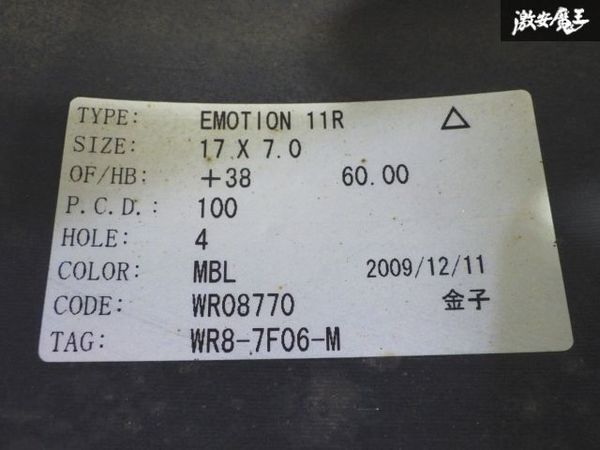 激安魔王
TYPE: EMOTION 11R △
SIZE: 17 X 7.0
OF/HB: +38 60.00
P.C.D.: 100
HOLE: 4
COLOR: MBL 2009/12/11
CODE: WR08770 金子
TAG: WR8-7F06-M